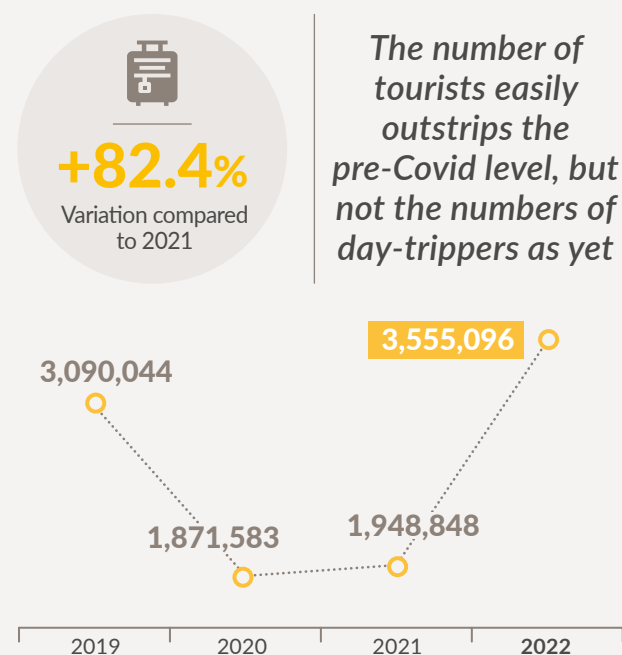 +82.4%
Variation compared
to 2021
The number of
tourists easily
outstrips the
pre-Covid level, but
not the numbers of
day-trippers as yet
3,555,096
3,090,044
1,871,583
1,948,848
2019
2020
2021
2022